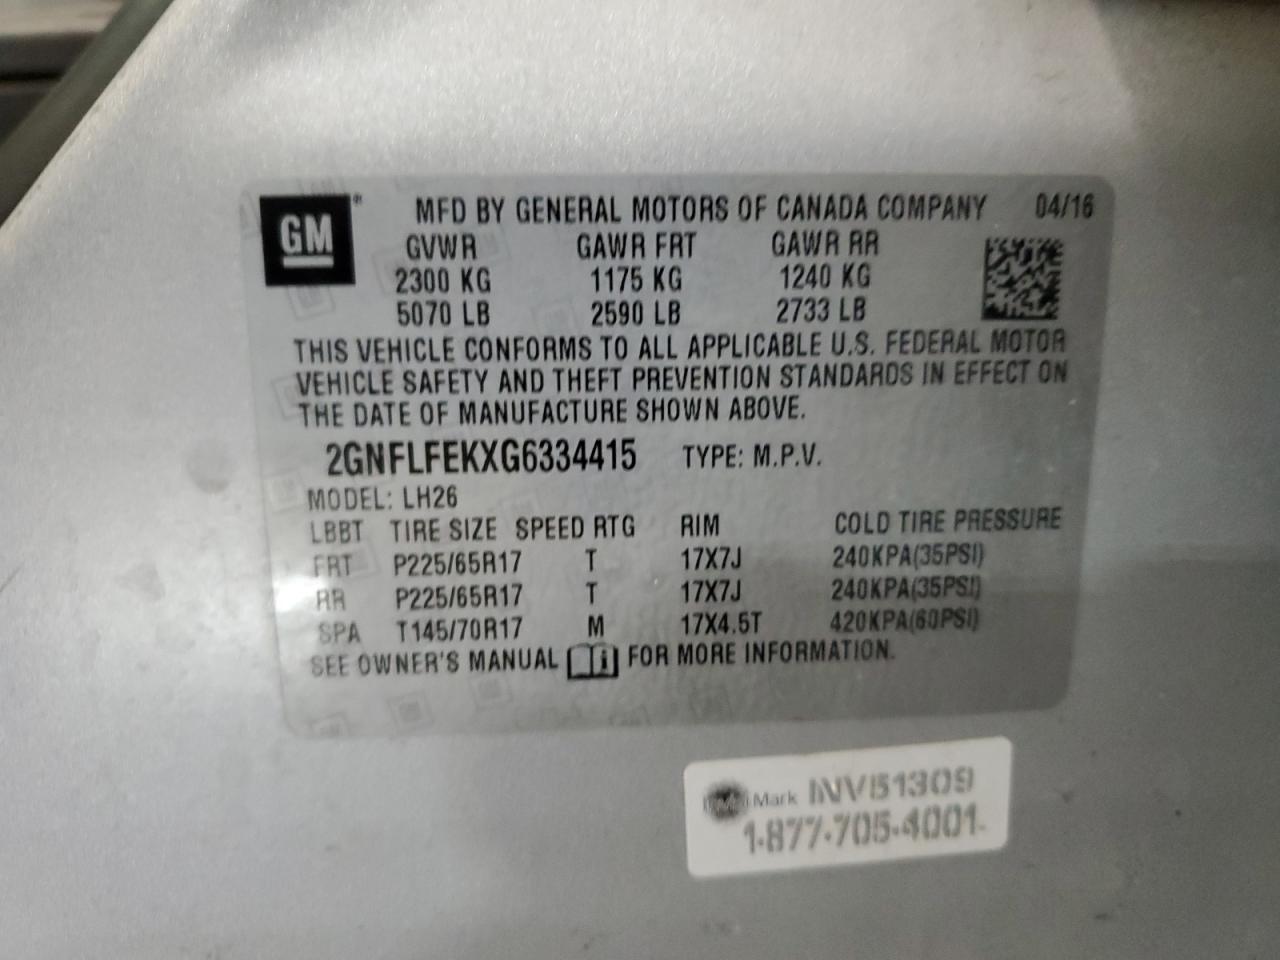 GM® MFD BY GENERAL MOTORS OF CANADA COMPANY 04/16
GVWR GAWR FRT GAWR RR
2300 KG 1175 KG 1240 KG
5070 LB 2590 LB 2733 LB
THIS VEHICLE CONFORMS TO ALL APPLICABLE U.S. FEDERAL MOTOR
VEHICLE SAFETY AND THEFT PREVENTION STANDARDS IN EFFECT ON
THE DATE OF MANUFACTURE SHOWN ABOVE.
2GNFLFEKXG6334415 TYPE: M.P.V.
MODEL: LH26
LBBT TIRE SIZE SPEED RTG RIM COLD TIRE PRESSURE
FRT P225/65R17 T 17X7J 240KPA(35PSI)
RR P225/65R17 T 17X7J 240KPA(35PSI)
SPA T145/70R17 M 17X4.5T 420KPA(60PSI)
SEE OWNER'S MANUAL FOR MORE INFORMATION.
Mark INV51309
1-877-705-4001